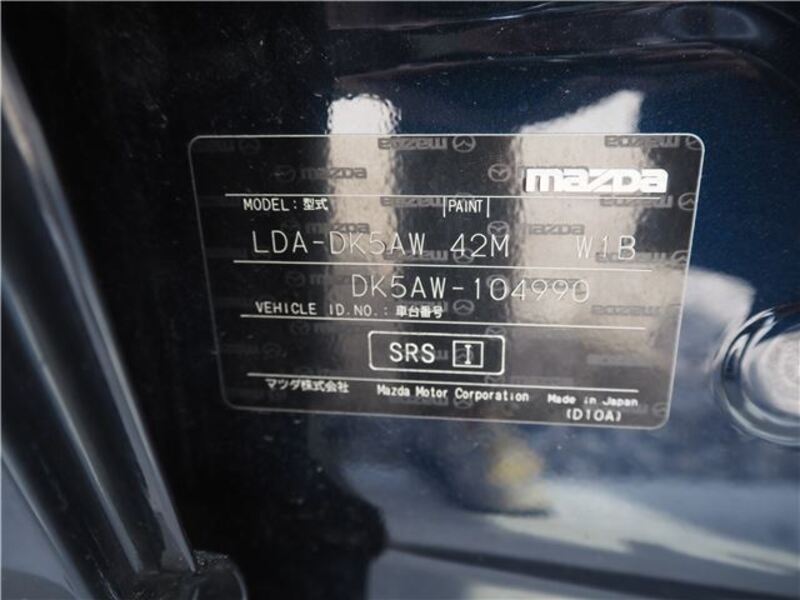 mazda
MODEL : 型式 PAINT
LDA-DK5AW 42M W1B
DK5AW-104990
VEHICLE ID.NO. : 車台番号
SRS
マツダ株式会社 Mazda Motor Corporation Made in Japan
(D10A)